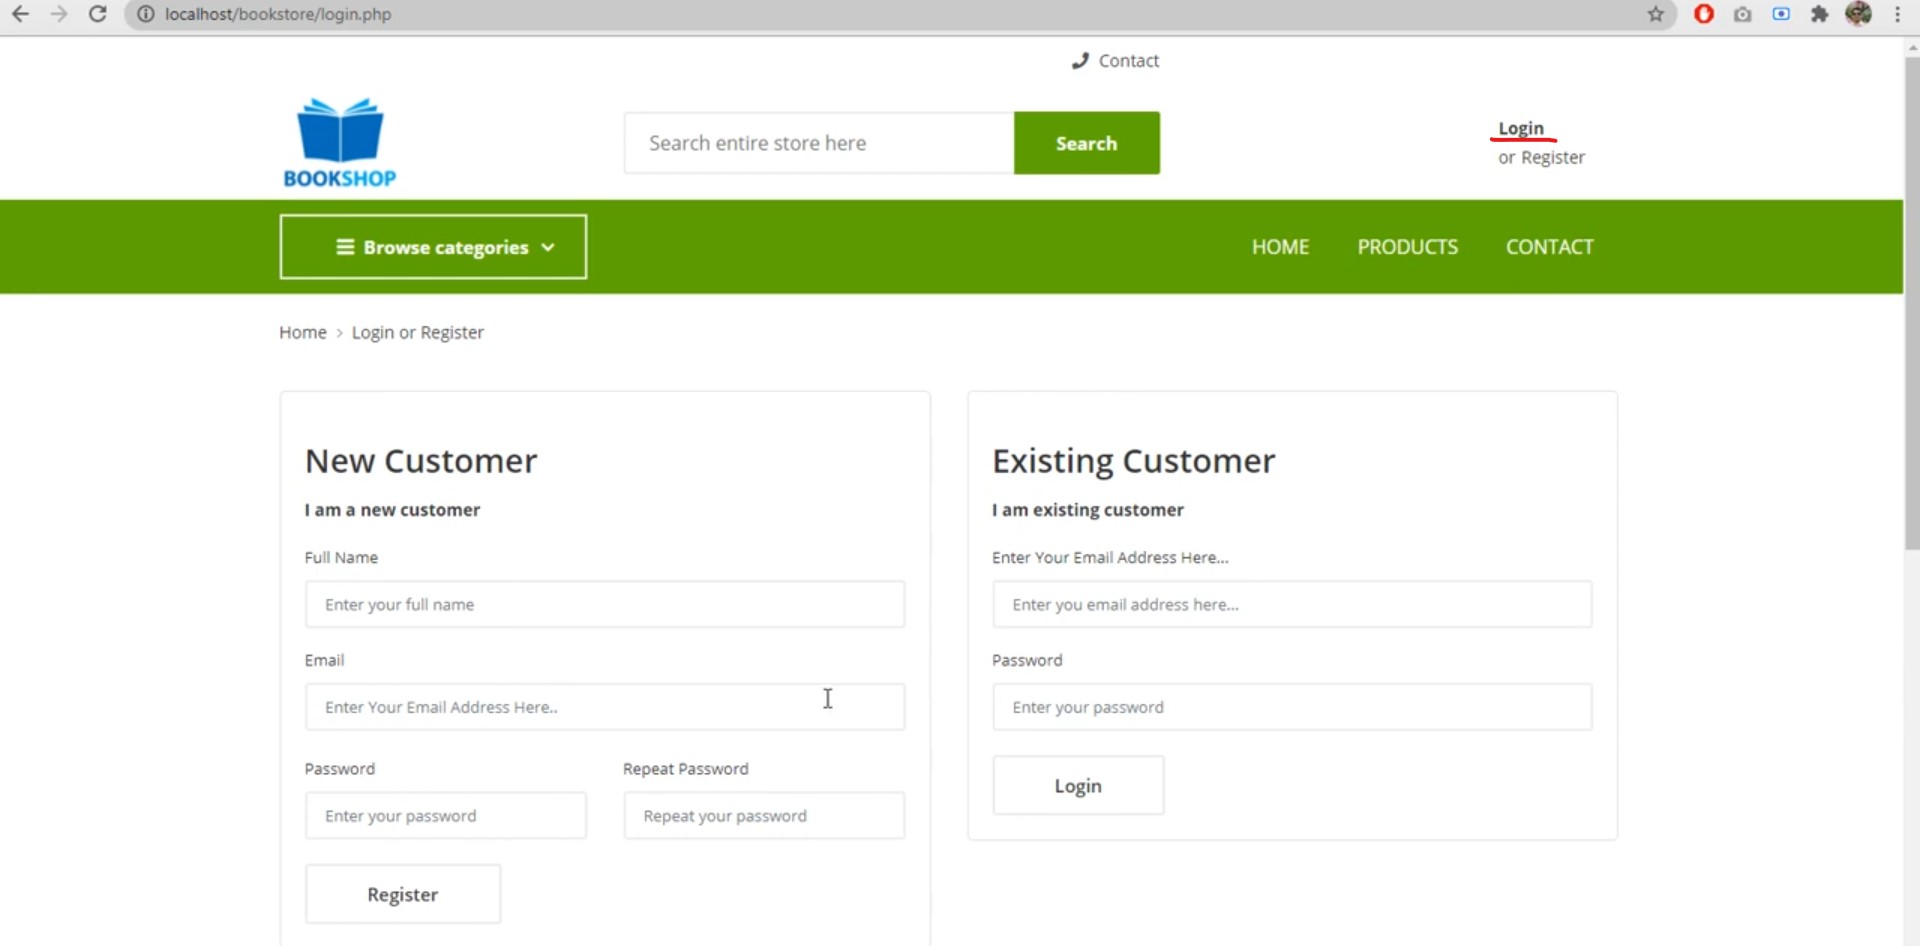 localhost/bookstore/login.php
Contact
BOOKSHOP
Search entire store here
Search
Login
or Register
Browse categories
HOME
PRODUCTS
CONTACT
Home > Login or Register
New Customer
I am a new customer
Full Name
Enter your full name
Email
Enter Your Email Address Here..
Password
Repeat Password
Enter your password
Repeat your password
Register
Existing Customer
I am existing customer
Enter Your Email Address Here...
Enter you email address here...
Password
Enter your password
Login